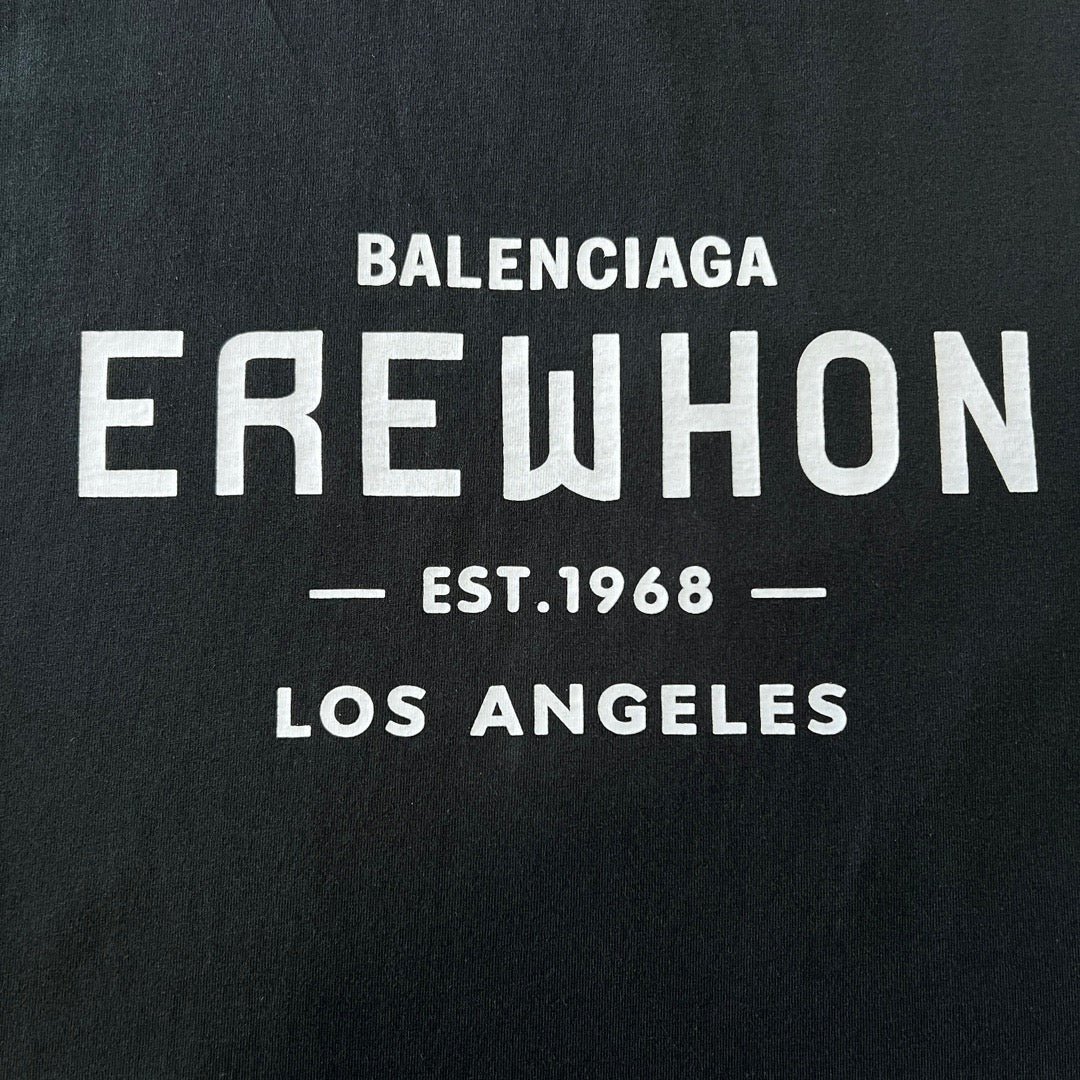 BALENCIAGA
EREWHON
— EST.1968 —
LOS ANGELES